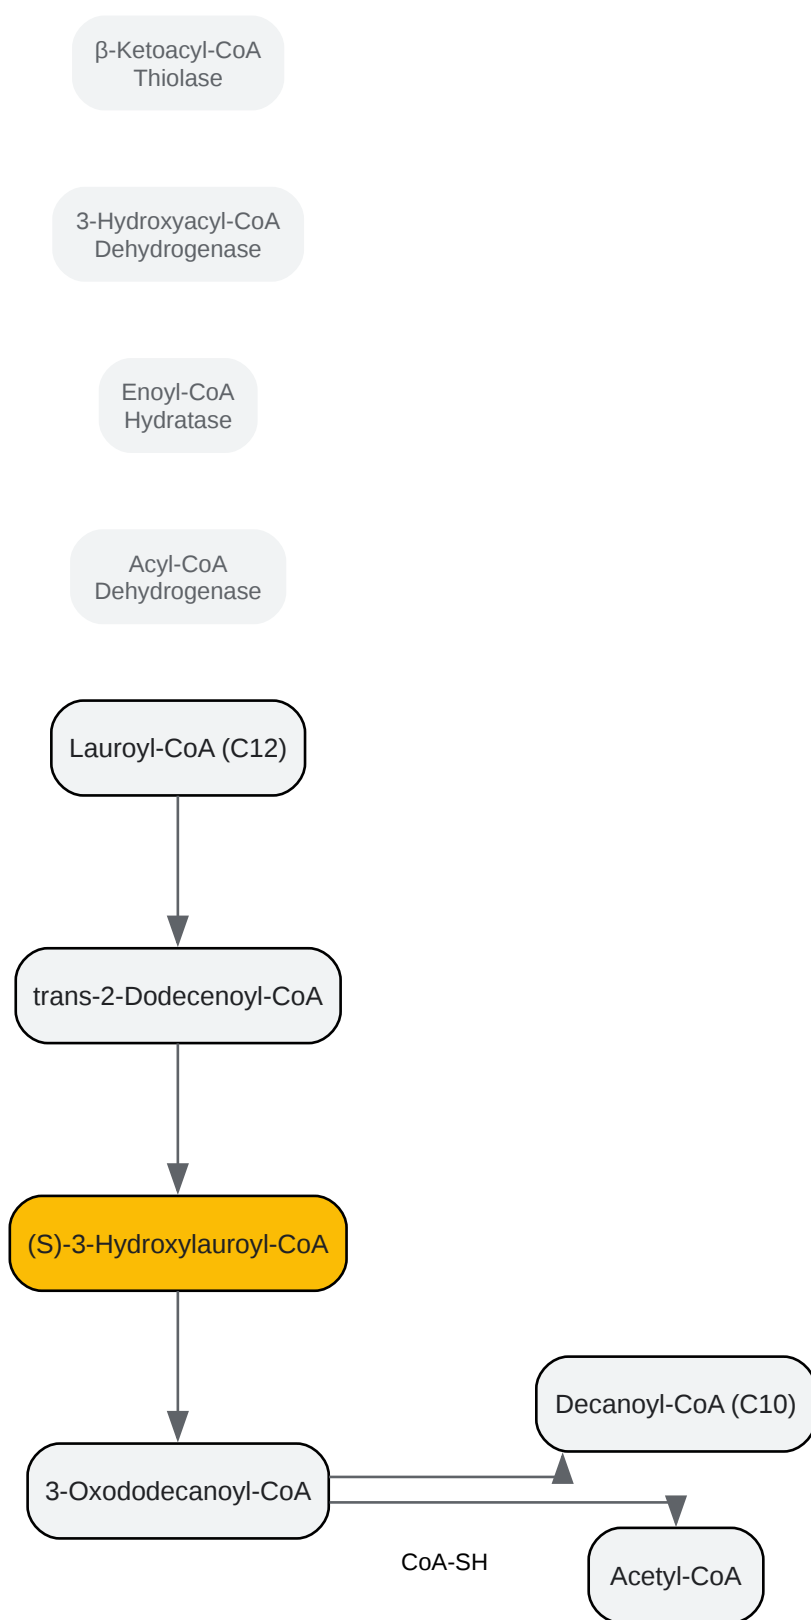 β-Ketoacyl-CoA
Thiolase
3-Hydroxyacyl-CoA
Dehydrogenase
Enoyl-CoA
Hydratase
Acyl-CoA
Dehydrogenase
Lauroyl-CoA (C12)
trans-2-Dodecenoyl-CoA
(S)-3-Hydroxylauroyl-CoA
Decanoyl-CoA (C10)
3-Oxododecanoyl-CoA
CoA-SH
Acetyl-CoA